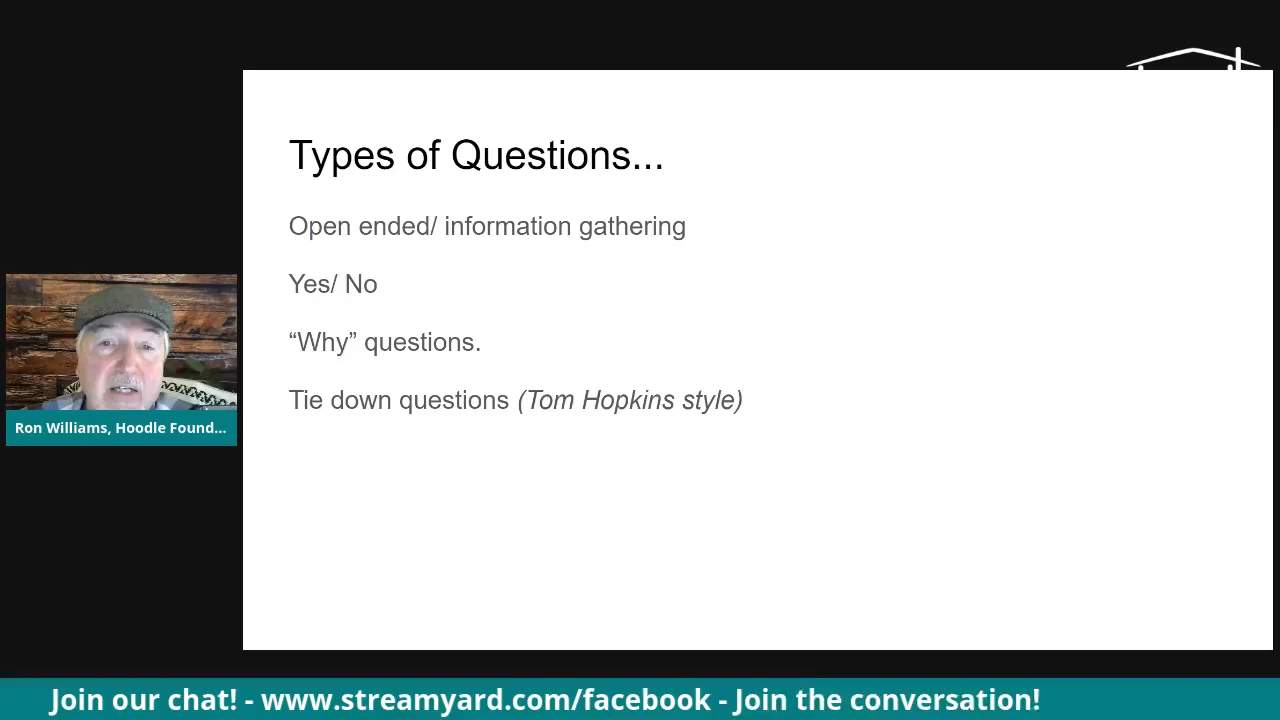 Types of Questions...
Open ended/ information gathering
Yes/ No
“Why” questions.
Tie down questions (Tom Hopkins style)
Ron Williams, Hoodle Found...
Join our chat! - www.streamyard.com/facebook - Join the conversation!